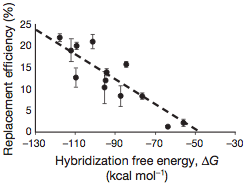 Replacement efficiency (%)
25
20
15
10
5
0
−130 −110 −90 −70 −50 −30
Hybridization free energy, ΔG
(kcal mol⁻¹)